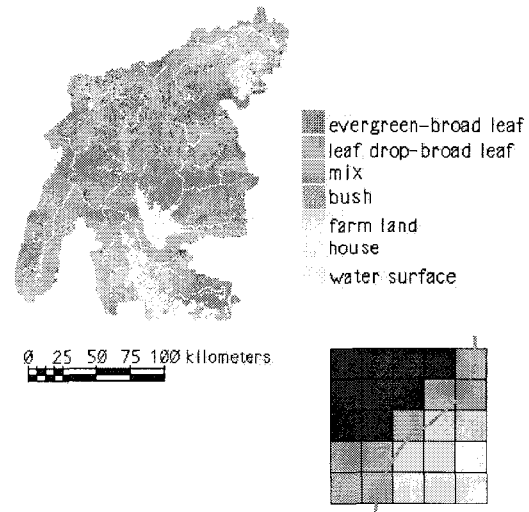 evergreen-broad leaf
leaf drop-broad leaf
mix
bush
farm land
house
water surface
0 25 50 75 100 kilometers